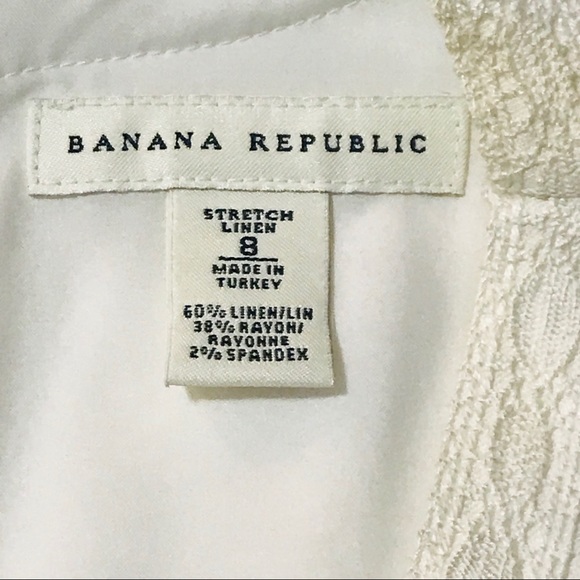 BANANA REPUBLIC
STRETCH
LINEN
8
MADE IN
TURKEY
60% LINEN/LIN
38% RAYON/
RAYONNE
2% SPANDEX